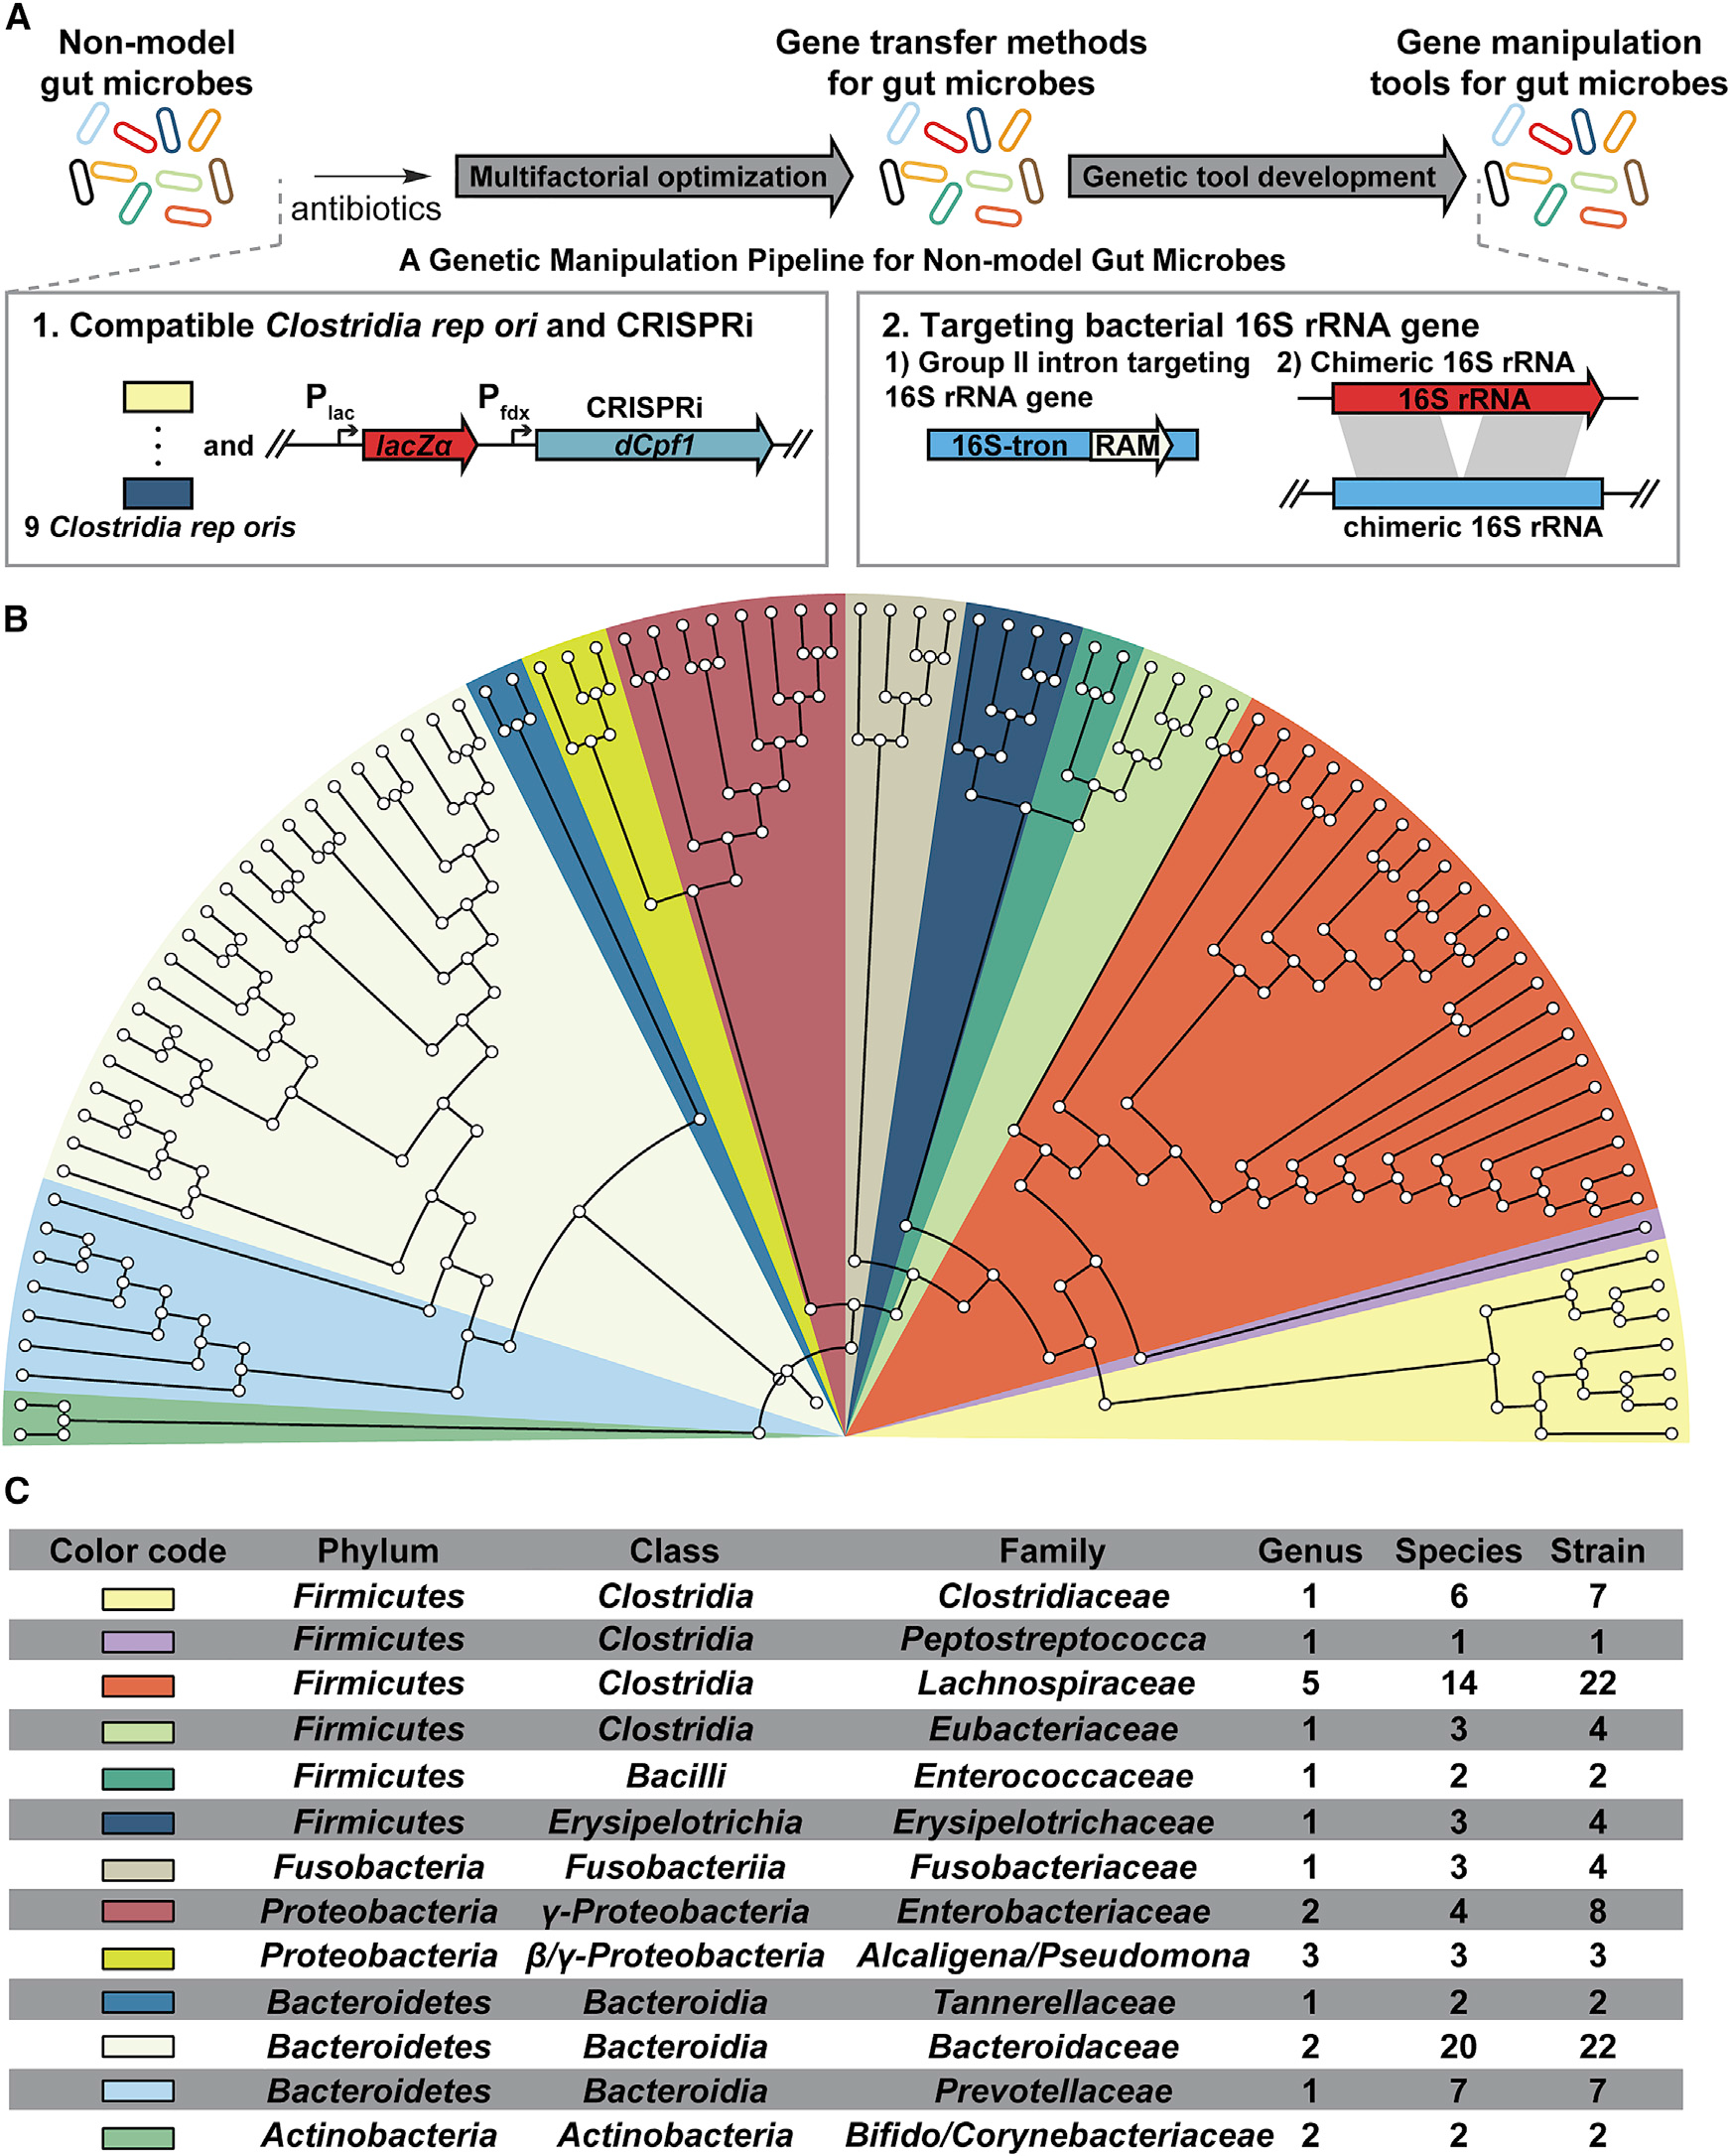 A
Non-model
gut microbes
antibiotics
Multifactorial optimization
Gene transfer methods
for gut microbes
Genetic tool development
Gene manipulation
tools for gut microbes
A Genetic Manipulation Pipeline for Non-model Gut Microbes
1. Compatible Clostridia rep ori and CRISPRi
9 Clostridia rep oris
and
Plac
lacZα
Pfdx
CRISPRi
dCpf1
2. Targeting bacterial 16S rRNA gene
1) Group II intron targeting
16S rRNA gene
16S-tron RAM
2) Chimeric 16S rRNA
16S rRNA
chimeric 16S rRNA
B
C
Color code Phylum Class Family Genus Species Strain
Firmicutes Clostridia Clostridiaceae 1 6 7
Firmicutes Clostridia Peptostreptococca 1 1 1
Firmicutes Clostridia Lachnospiraceae 5 14 22
Firmicutes Clostridia Eubacteriaceae 1 3 4
Firmicutes Bacilli Enterococcaceae 1 2 2
Firmicutes Erysipelotrichia Erysipelotrichaceae 1 3 4
Fusobacteria Fusobacteriia Fusobacteriaceae 1 3 4
Proteobacteria γ-Proteobacteria Enterobacteriaceae 2 4 8
Proteobacteria β/γ-Proteobacteria Alcaligena/Pseudomona 3 3 3
Bacteroidetes Bacteroidia Tannerellaceae 1 2 2
Bacteroidetes Bacteroidia Bacteroidaceae 2 20 22
Bacteroidetes Bacteroidia Prevotellaceae 1 7 7
Actinobacteria Actinobacteria Bifido/Corynebacteriaceae 2 2 2